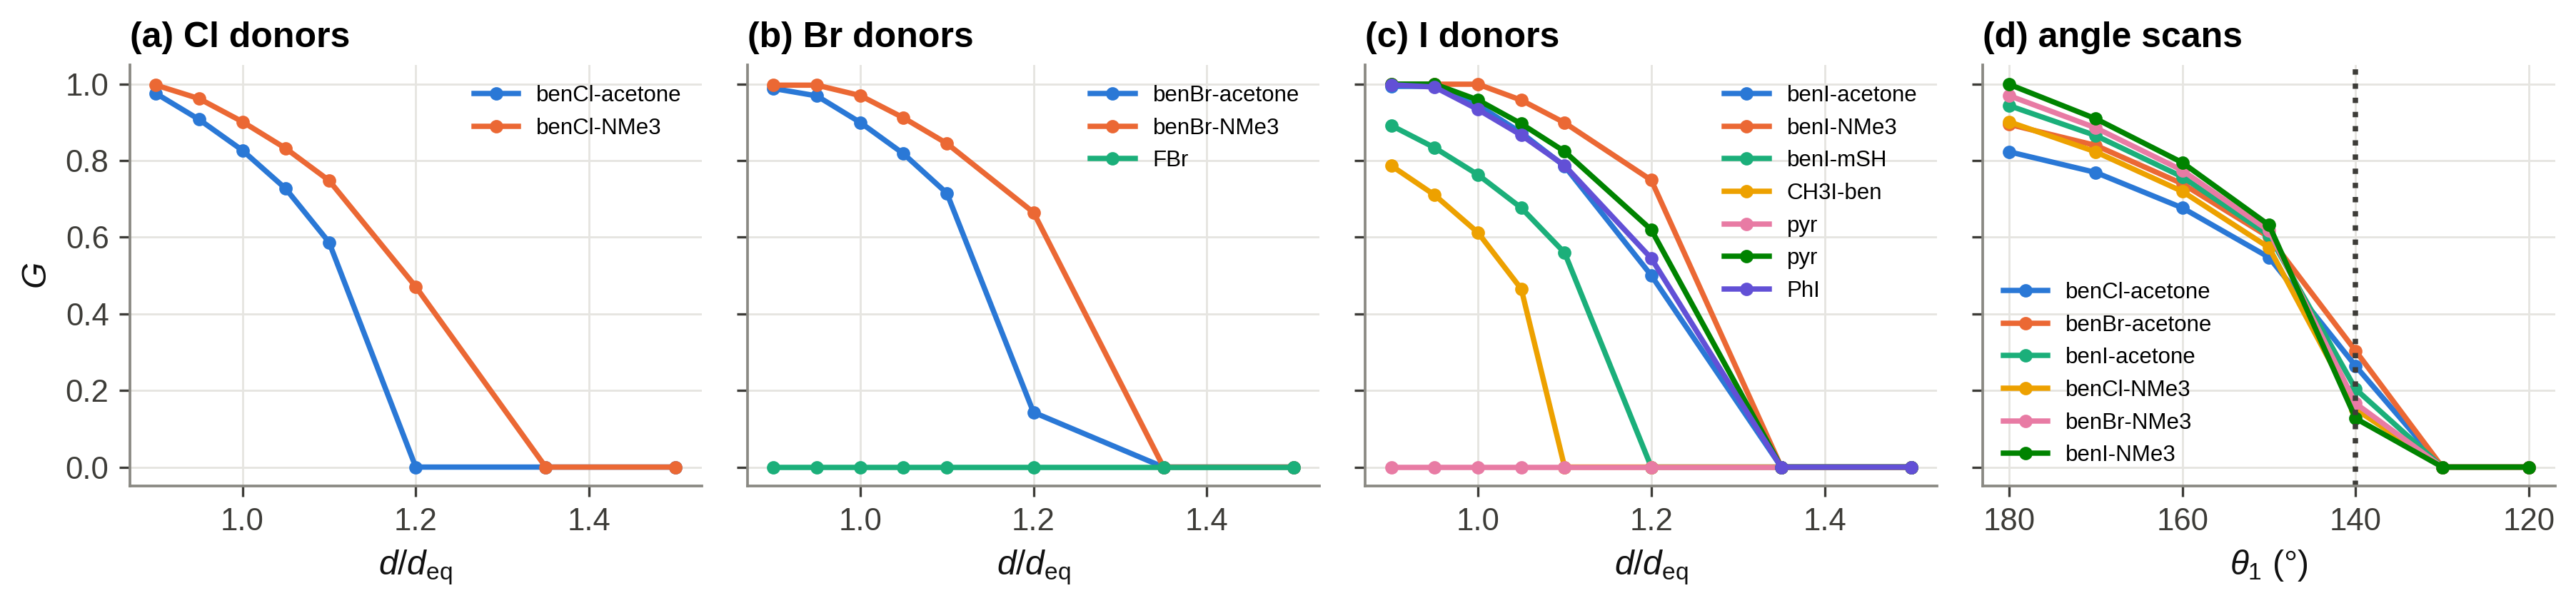 (a) Cl donors
G
1.0
0.8
0.6
0.4
0.2
0.0
benCl-acetone
benCl-NMe3
1.0 1.2 1.4
d/deq
(b) Br donors
benBr-acetone
benBr-NMe3
FBr
1.0 1.2 1.4
d/deq
(c) I donors
benI-acetone
benI-NMe3
benI-mSH
CH3I-ben
pyr
pyr
PhI
1.0 1.2 1.4
d/deq
(d) angle scans
benCl-acetone
benBr-acetone
benI-acetone
benCl-NMe3
benBr-NMe3
benI-NMe3
180 160 140 120
θ1 (°)